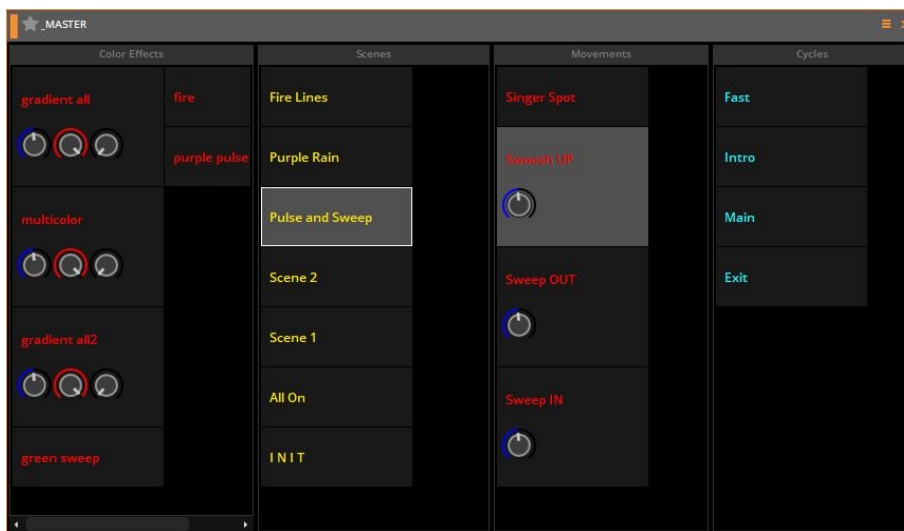 _MASTER
Color Effects
Scenes
Movements
Cycles
gradient all
fire
purple pulse
multicolor
gradient all2
green sweep
Fire Lines
Purple Rain
Pulse and Sweep
Scene 2
Scene 1
All On
I N I T
Singer Spot
Swoosh UP
Sweep OUT
Sweep IN
Fast
Intro
Main
Exit